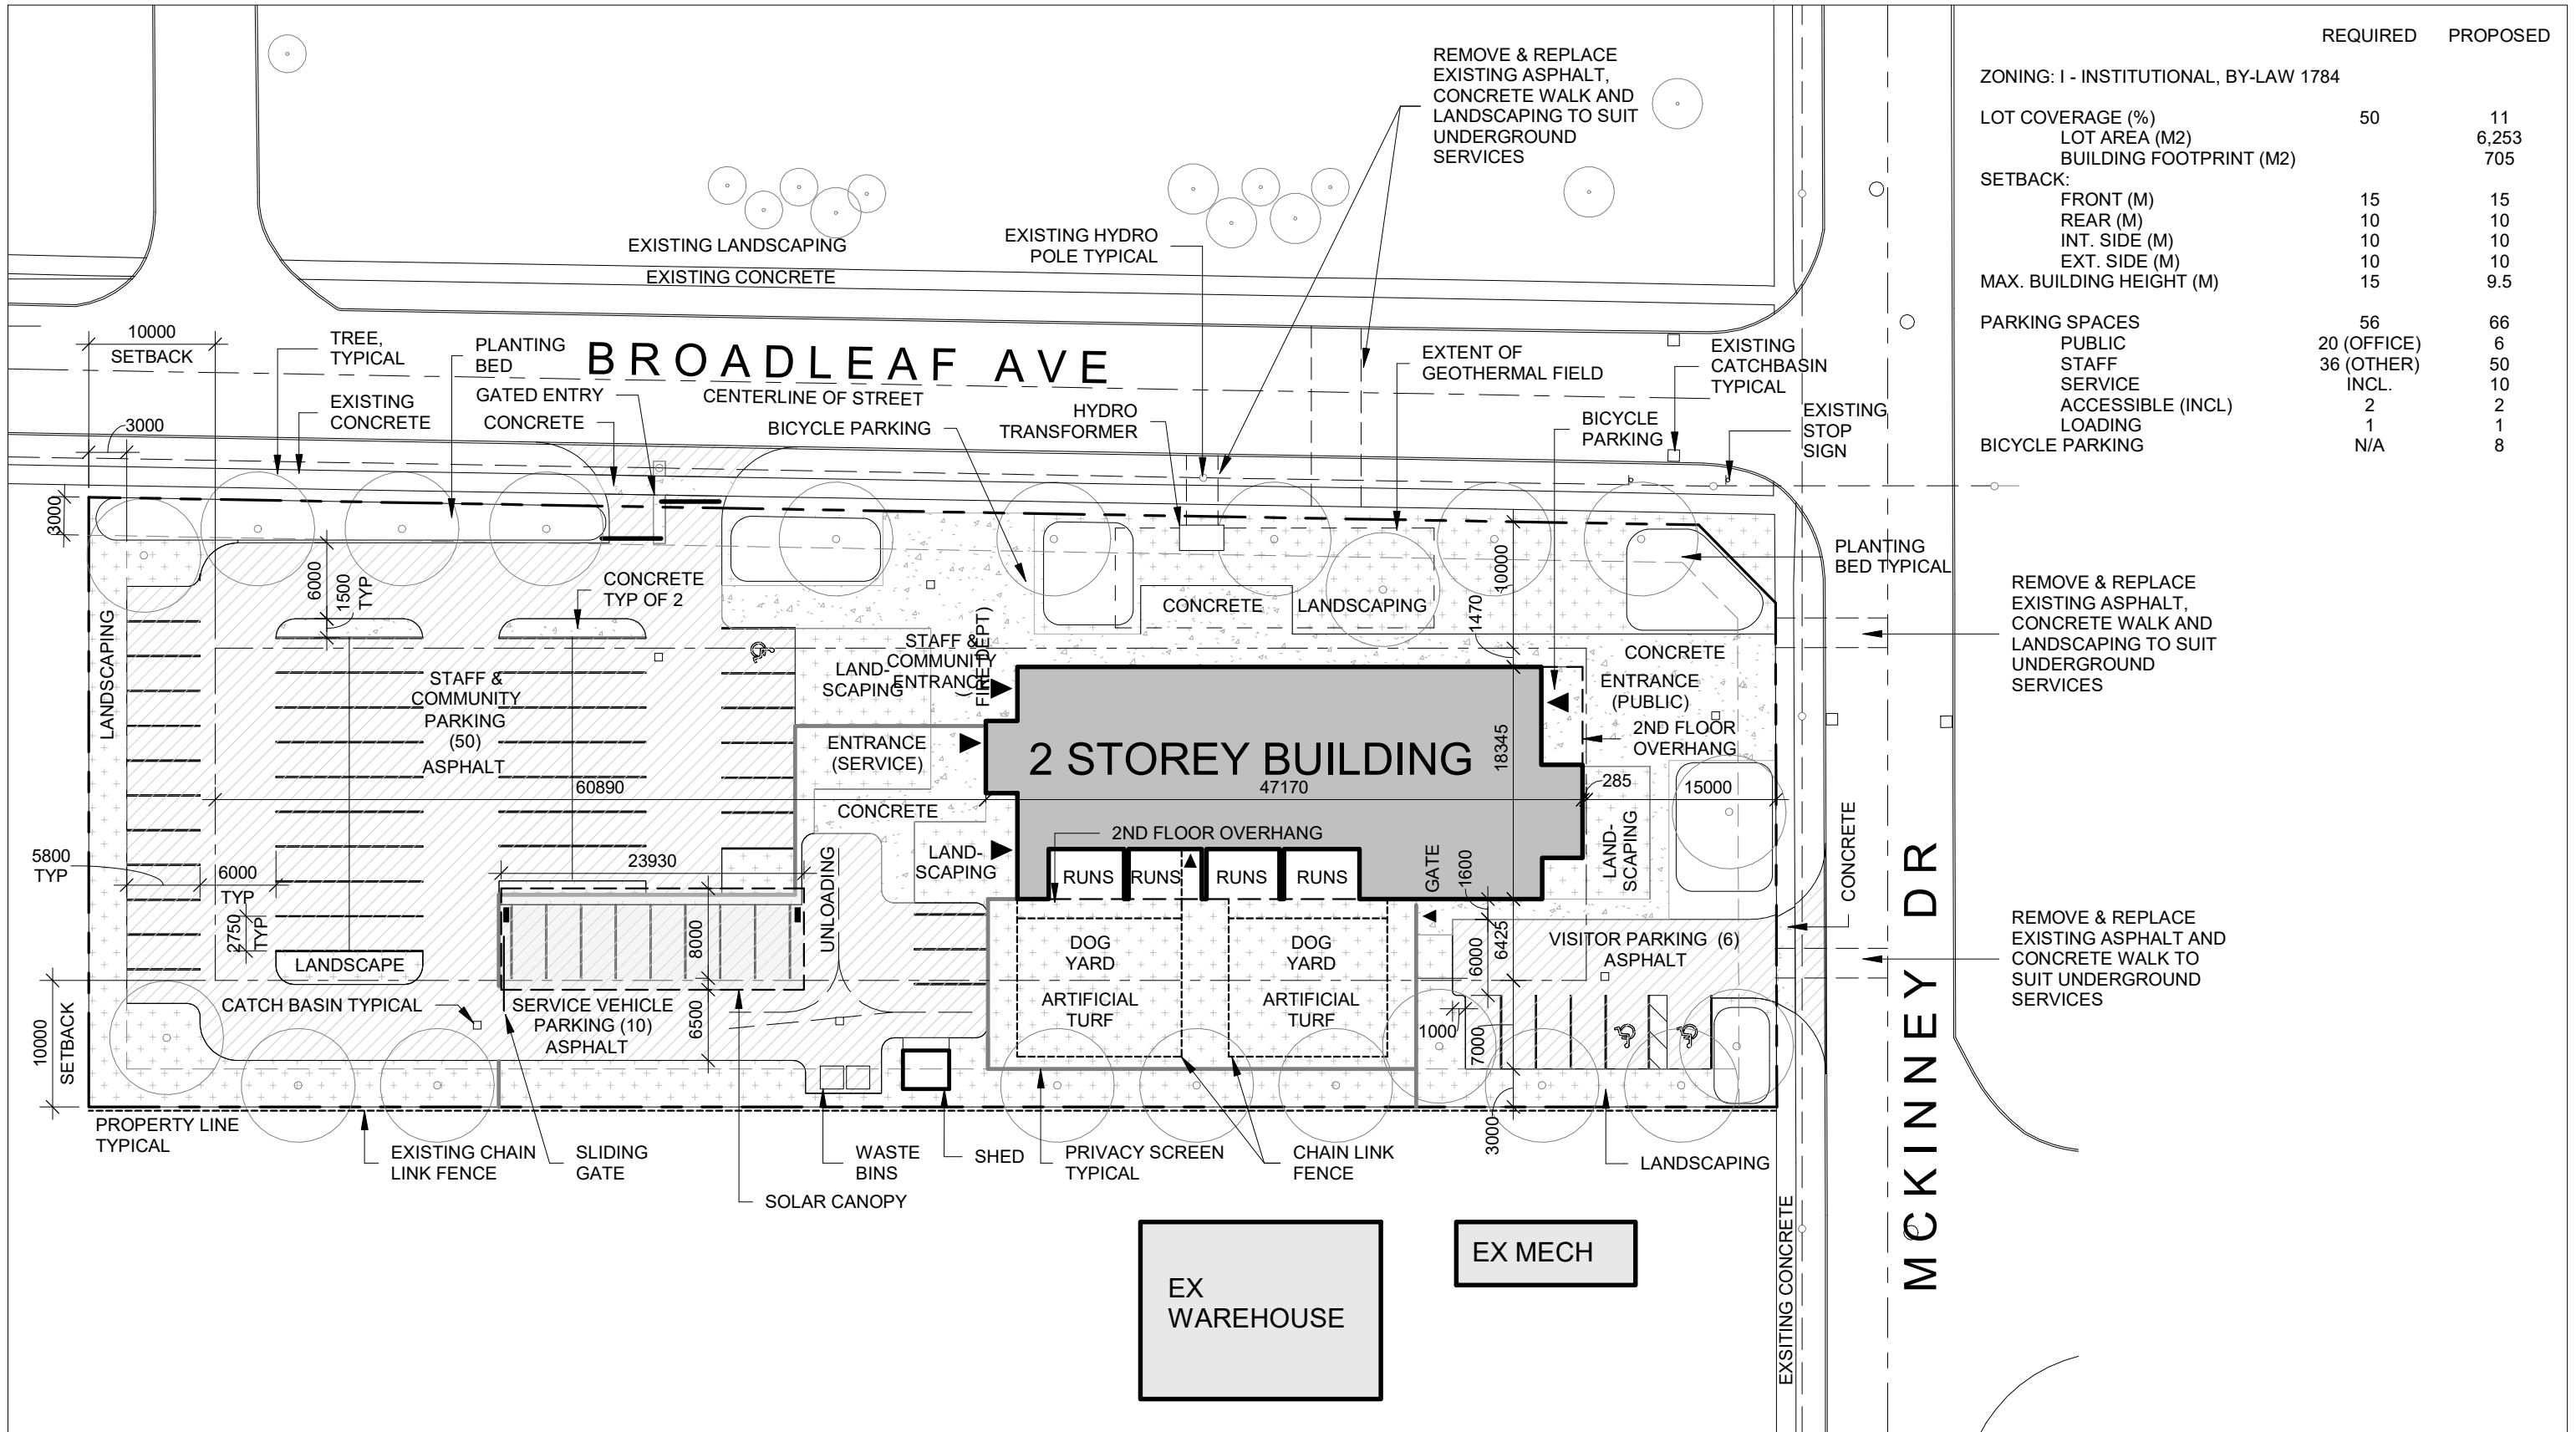 REQUIRED PROPOSED
ZONING: I - INSTITUTIONAL, BY-LAW 1784
LOT COVERAGE (%) 50 11
LOT AREA (M2) 6,253
BUILDING FOOTPRINT (M2) 705
SETBACK:
FRONT (M) 15 15
REAR (M) 10 10
INT. SIDE (M) 10 10
EXT. SIDE (M) 10 10
MAX. BUILDING HEIGHT (M) 15 9.5
PARKING SPACES 56 66
PUBLIC 20 (OFFICE) 6
STAFF 36 (OTHER) 50
SERVICE INCL. 10
ACCESSIBLE (INCL) 2 2
LOADING 1 1
BICYCLE PARKING N/A 8
REMOVE & REPLACE
EXISTING ASPHALT,
CONCRETE WALK AND
LANDSCAPING TO SUIT
UNDERGROUND
SERVICES
EXISTING LANDSCAPING
EXISTING CONCRETE
EXISTING HYDRO
POLE TYPICAL
10000
SETBACK
TREE,
TYPICAL
PLANTING
BED
BROADLEAF AVE
CENTERLINE OF STREET
EXTENT OF
GEOTHERMAL FIELD
EXISTING
CATCHBASIN
TYPICAL
3000
EXISTING
CONCRETE
GATED ENTRY
CONCRETE
BICYCLE PARKING
HYDRO
TRANSFORMER
BICYCLE
PARKING
EXISTING
STOP
SIGN
3000
6000
1500
TYP
CONCRETE
TYP OF 2
CONCRETE
LANDSCAPING
10000
1470
PLANTING
BED TYPICAL
REMOVE & REPLACE
EXISTING ASPHALT,
CONCRETE WALK AND
LANDSCAPING TO SUIT
UNDERGROUND
SERVICES
LANDSCAPING
STAFF &
COMMUNITY
PARKING
(50)
ASPHALT
LAND-
SCAPING
STAFF &
COMMUNITY
ENTRANCE
(FIRE DEPT)
CONCRETE
ENTRANCE
(PUBLIC)
2ND FLOOR
OVERHANG
ENTRANCE
(SERVICE)
2 STOREY BUILDING
18345
60890
47170
285
15000
CONCRETE
2ND FLOOR OVERHANG
LAND-
SCAPING
LAND-
SCAPING
CONCRETE
5800
TYP
6000
TYP
2750
TYP
23930
8000
UNLOADING
RUNS
RUNS
RUNS
RUNS
GATE
1600
DOG
YARD
ARTIFICIAL
TURF
DOG
YARD
ARTIFICIAL
TURF
6000
6425
VISITOR PARKING (6)
ASPHALT
REMOVE & REPLACE
EXISTING ASPHALT AND
CONCRETE WALK TO
SUIT UNDERGROUND
SERVICES
LANDSCAPE
10000
SETBACK
CATCH BASIN TYPICAL
SERVICE VEHICLE
PARKING (10)
ASPHALT
6500
1000
7000
3000
PROPERTY LINE
TYPICAL
EXISTING CHAIN
LINK FENCE
SLIDING
GATE
SOLAR CANOPY
WASTE
BINS
SHED
PRIVACY SCREEN
TYPICAL
CHAIN LINK
FENCE
LANDSCAPING
EX
WAREHOUSE
EX MECH
EXSITING CONCRETE
MCKINNEY DR